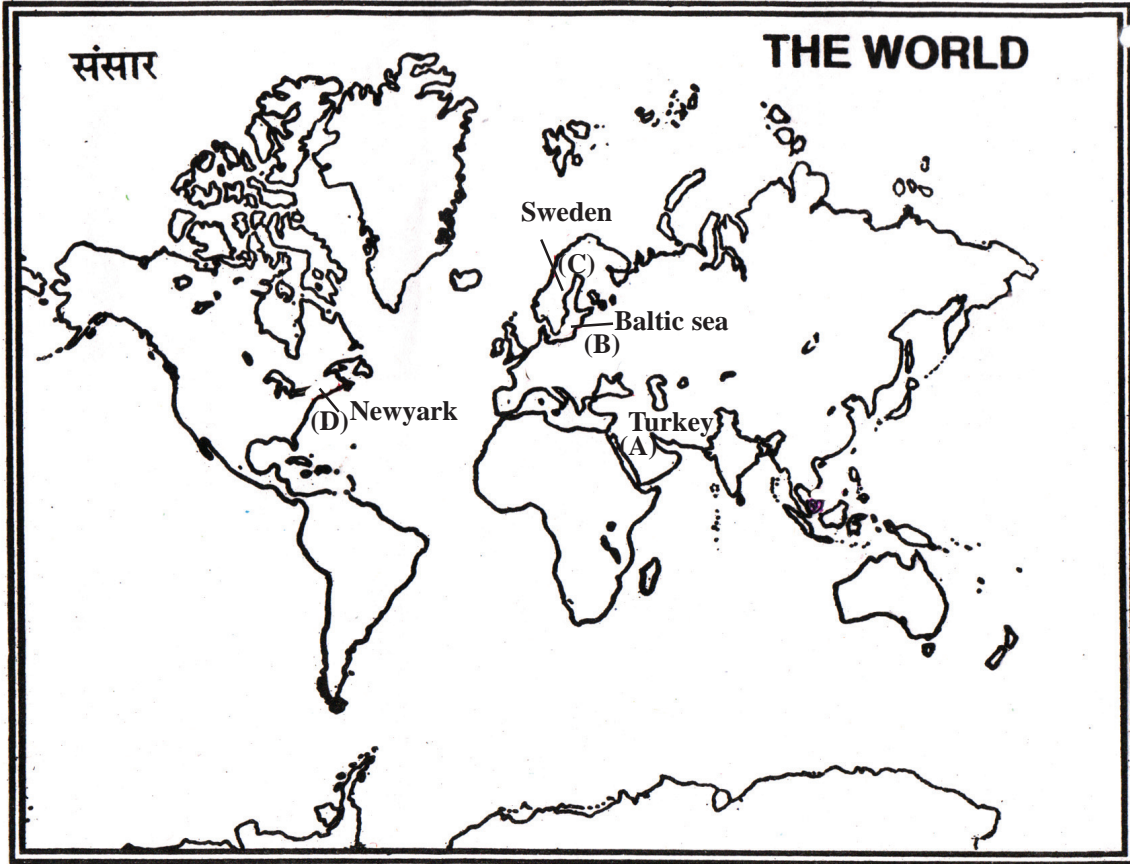 संसार
THE WORLD
Sweden
(C)
Baltic sea
(B)
Newyark
(D)
Turkey
(A)